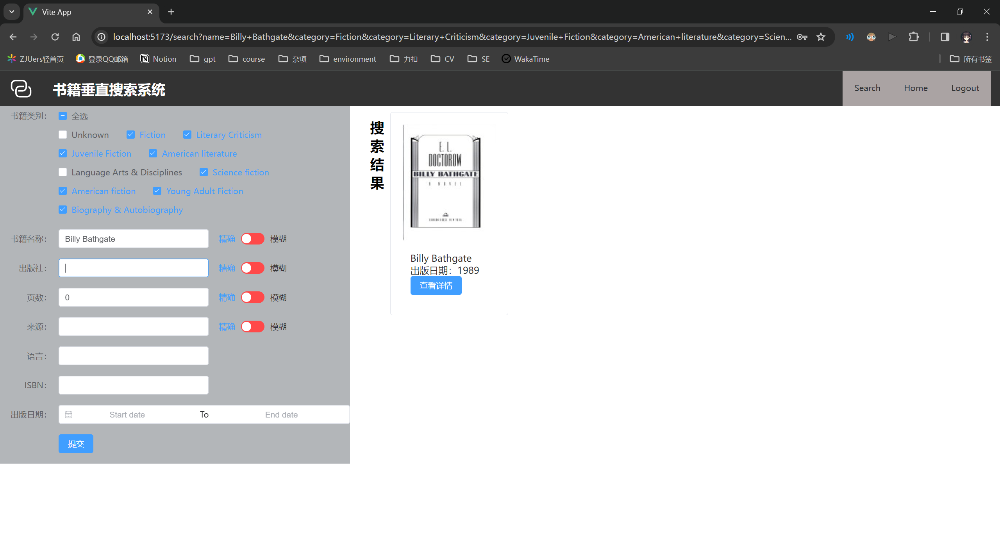 Vite App
localhost:5173/search?name=Billy+Bathgate&category=Fiction&category=Literary+Criticism&category=Juvenile+Fiction&category=American+literature&category=Scien...
ZJUers轻首页 登录QQ邮箱 Notion gpt course 杂项 environment 力扣 CV SE WakaTime 所有书签
书籍垂直搜索系统 Search Home Logout
书籍类别： 全选
Unknown Fiction Literary Criticism
Juvenile Fiction American literature
Language Arts & Disciplines Science fiction
American fiction Young Adult Fiction
Biography & Autobiography
书籍名称： Billy Bathgate 精确 模糊
出版社： 精确 模糊
页数： 0 精确 模糊
来源： 精确 模糊
语言：
ISBN：
出版日期： Start date To End date
提交
搜索结果
E. L.
DOCTOROW
BILLY BATHGATE
A NOVEL
RANDOM HOUSE NEW YORK
Billy Bathgate
出版日期：1989
查看详情